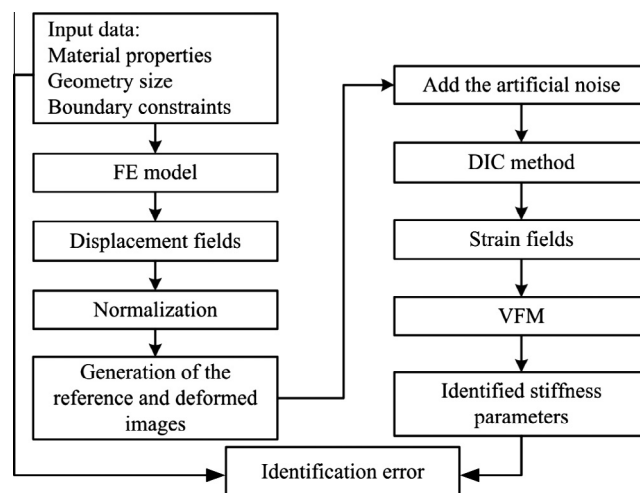 Input data:
Material properties
Geometry size
Boundary constraints
FE model
Displacement fields
Normalization
Generation of the
reference and deformed
images
Add the artificial noise
DIC method
Strain fields
VFM
Identified stiffness
parameters
Identification error